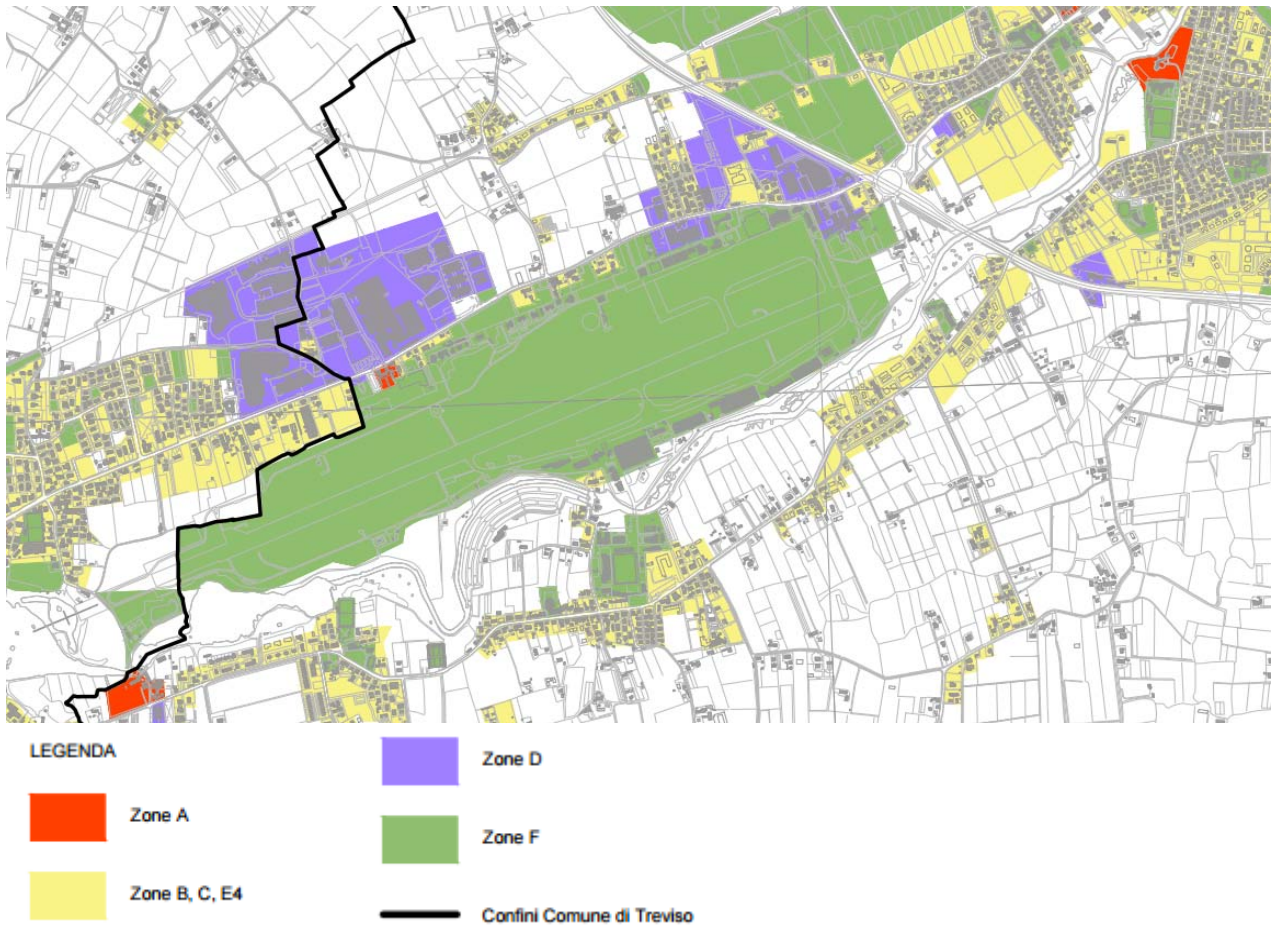 LEGENDA
Zone A
Zone B, C, E4
Zone D
Zone F
Confini Comune di Treviso